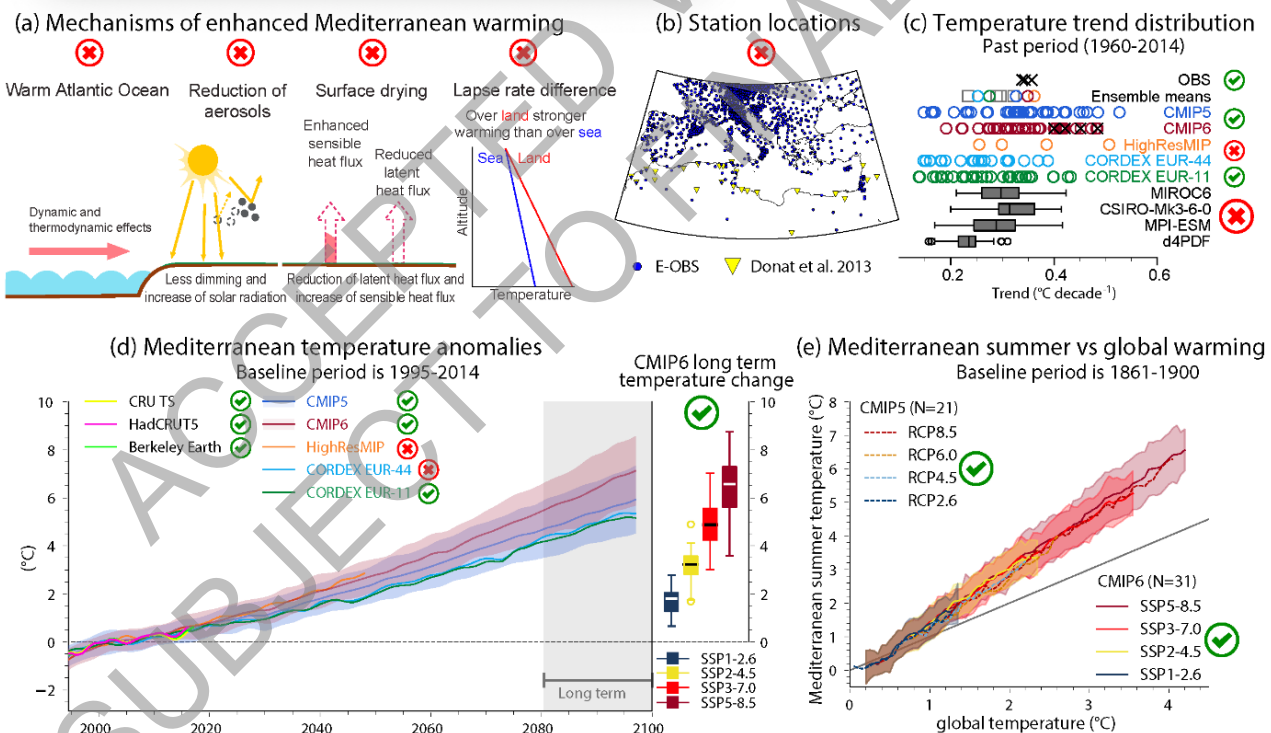 (a) Mechanisms of enhanced Mediterranean warming
Warm Atlantic Ocean
Reduction of
aerosols
Surface drying
Lapse rate difference
Over land stronger
warming than over sea
Enhanced
sensible
heat flux
Reduced
latent
heat flux
Sea
Land
Altitude
Dynamic and
thermodynamic effects
Less dimming and
increase of solar radiation
Reduction of latent heat flux and
increase of sensible heat flux
Temperature
(b) Station locations
E-OBS
Donat et al. 2013
(c) Temperature trend distribution
Past period (1960-2014)
OBS
Ensemble means
CMIP5
CMIP6
HighResMIP
CORDEX EUR-44
CORDEX EUR-11
MIROC6
CSIRO-Mk3-6-0
MPI-ESM
d4PDF
0.2 0.4 0.6
Trend (°C decade⁻¹)
(d) Mediterranean temperature anomalies
Baseline period is 1995-2014
CRU TS
HadCRUT5
Berkeley Earth
CMIP5
CMIP6
HighResMIP
CORDEX EUR-44
CORDEX EUR-11
10
8
6
4
2
0
−2
(°C)
2000 2020 2040 2060 2080 2100
Long term
CMIP6 long term
temperature change
10
8
6
4
2
0
SSP1-2.6
SSP2-4.5
SSP3-7.0
SSP5-8.5
(e) Mediterranean summer vs global warming
Baseline period is 1861-1900
CMIP5 (N=21)
RCP8.5
RCP6.0
RCP4.5
RCP2.6
CMIP6 (N=31)
SSP5-8.5
SSP3-7.0
SSP2-4.5
SSP1-2.6
Mediterranean summer temperature (°C)
8
7
6
5
4
3
2
1
0
0 1 2 3 4
global temperature (°C)
ACCEPTED
SUBJECT TO